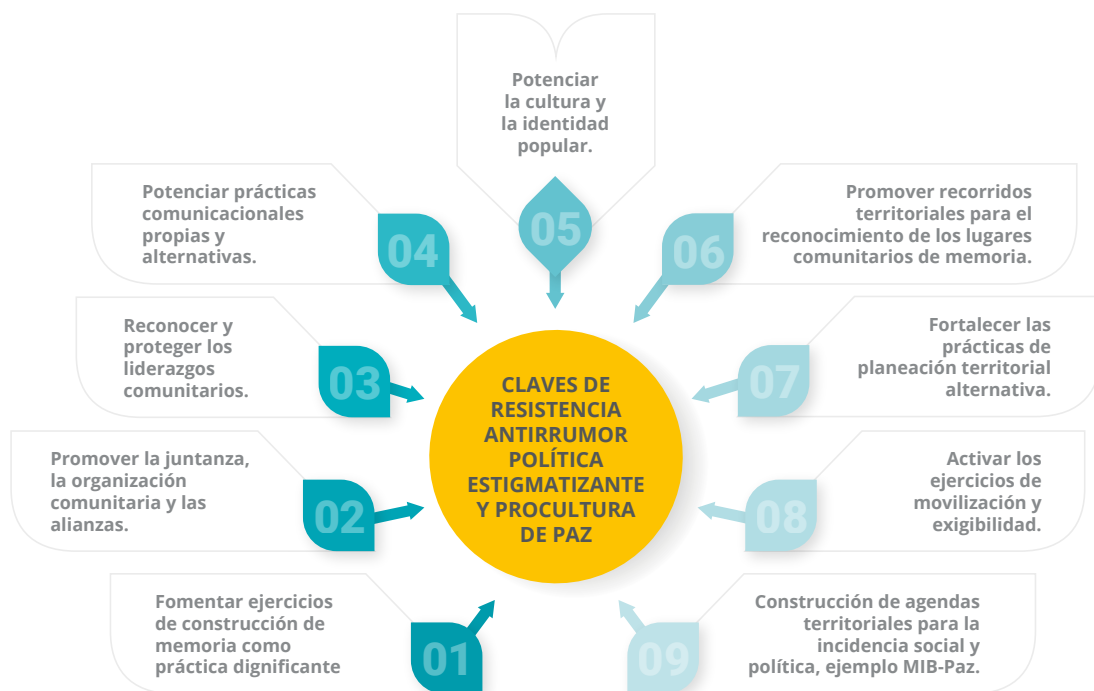 Potenciar
la cultura y
la identidad
popular.
05
Potenciar prácticas
comunicacionales
propias y
alternativas.
04
Promover recorridos
territoriales para el
reconocimiento de los lugares
comunitarios de memoria.
06
Reconocer y
proteger los
liderazgos
comunitarios.
03
Fortalecer las
prácticas de
planeación territorial
alternativa.
07
CLAVES DE
RESISTENCIA
ANTIRRUMOR
POLÍTICA
ESTIGMATIZANTE
Y PROCULTURA
DE PAZ
Promover la juntanza,
la organización
comunitaria y las
alianzas.
02
Activar los
ejercicios de
movilización y
exigibilidad.
08
Fomentar ejercicios
de construcción de
memoria como
práctica dignificante
01
Construcción de agendas
territoriales para la
incidencia social y
política, ejemplo MIB-Paz.
09